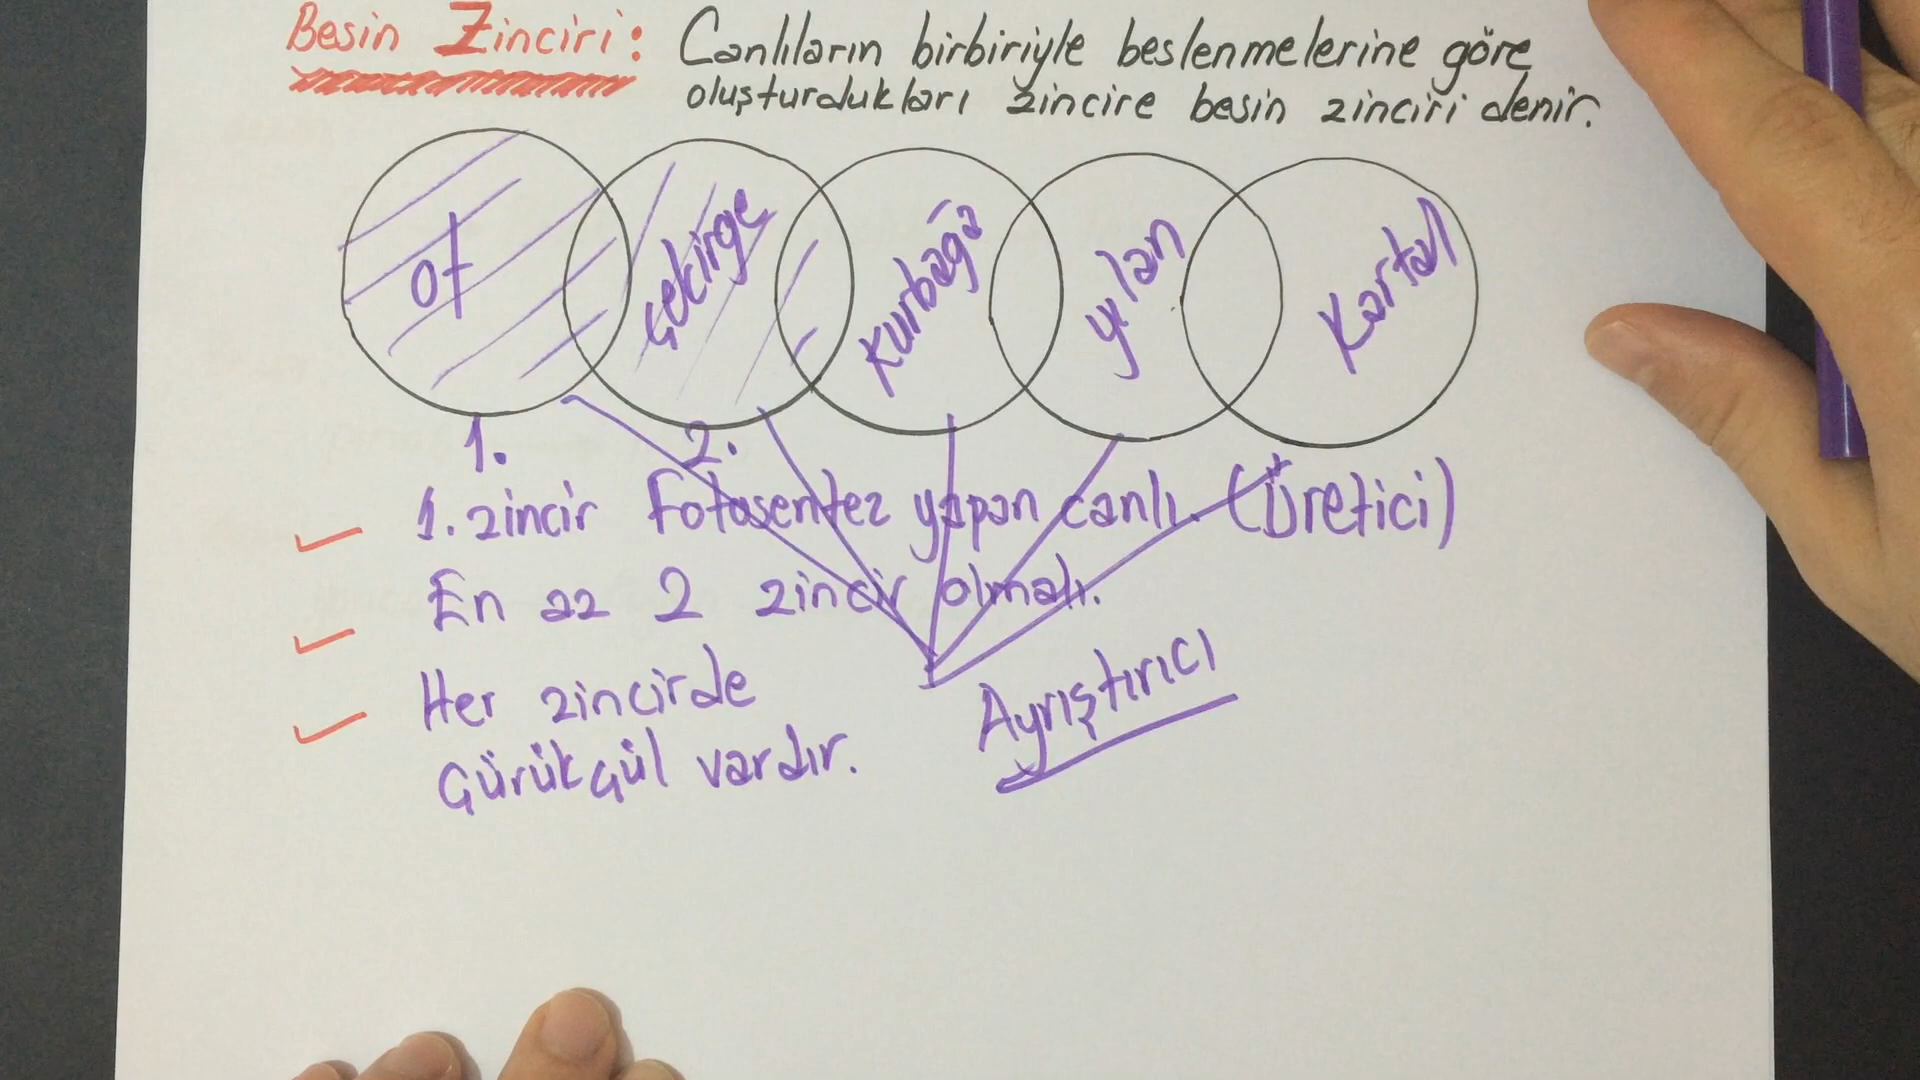 Besin Zinciri: Canlıların birbiriyle beslenmelerine göre
oluşturdukları zincire besin zinciri denir.
ot çekirge kurbağa yılan Kartal
1. 2.
1. zincir Fotosentez yapan canlı. (Üretici)
En az 2 zincir olmalı.
Her zincirde
çürükçül vardır.
Ayrıştırıcı